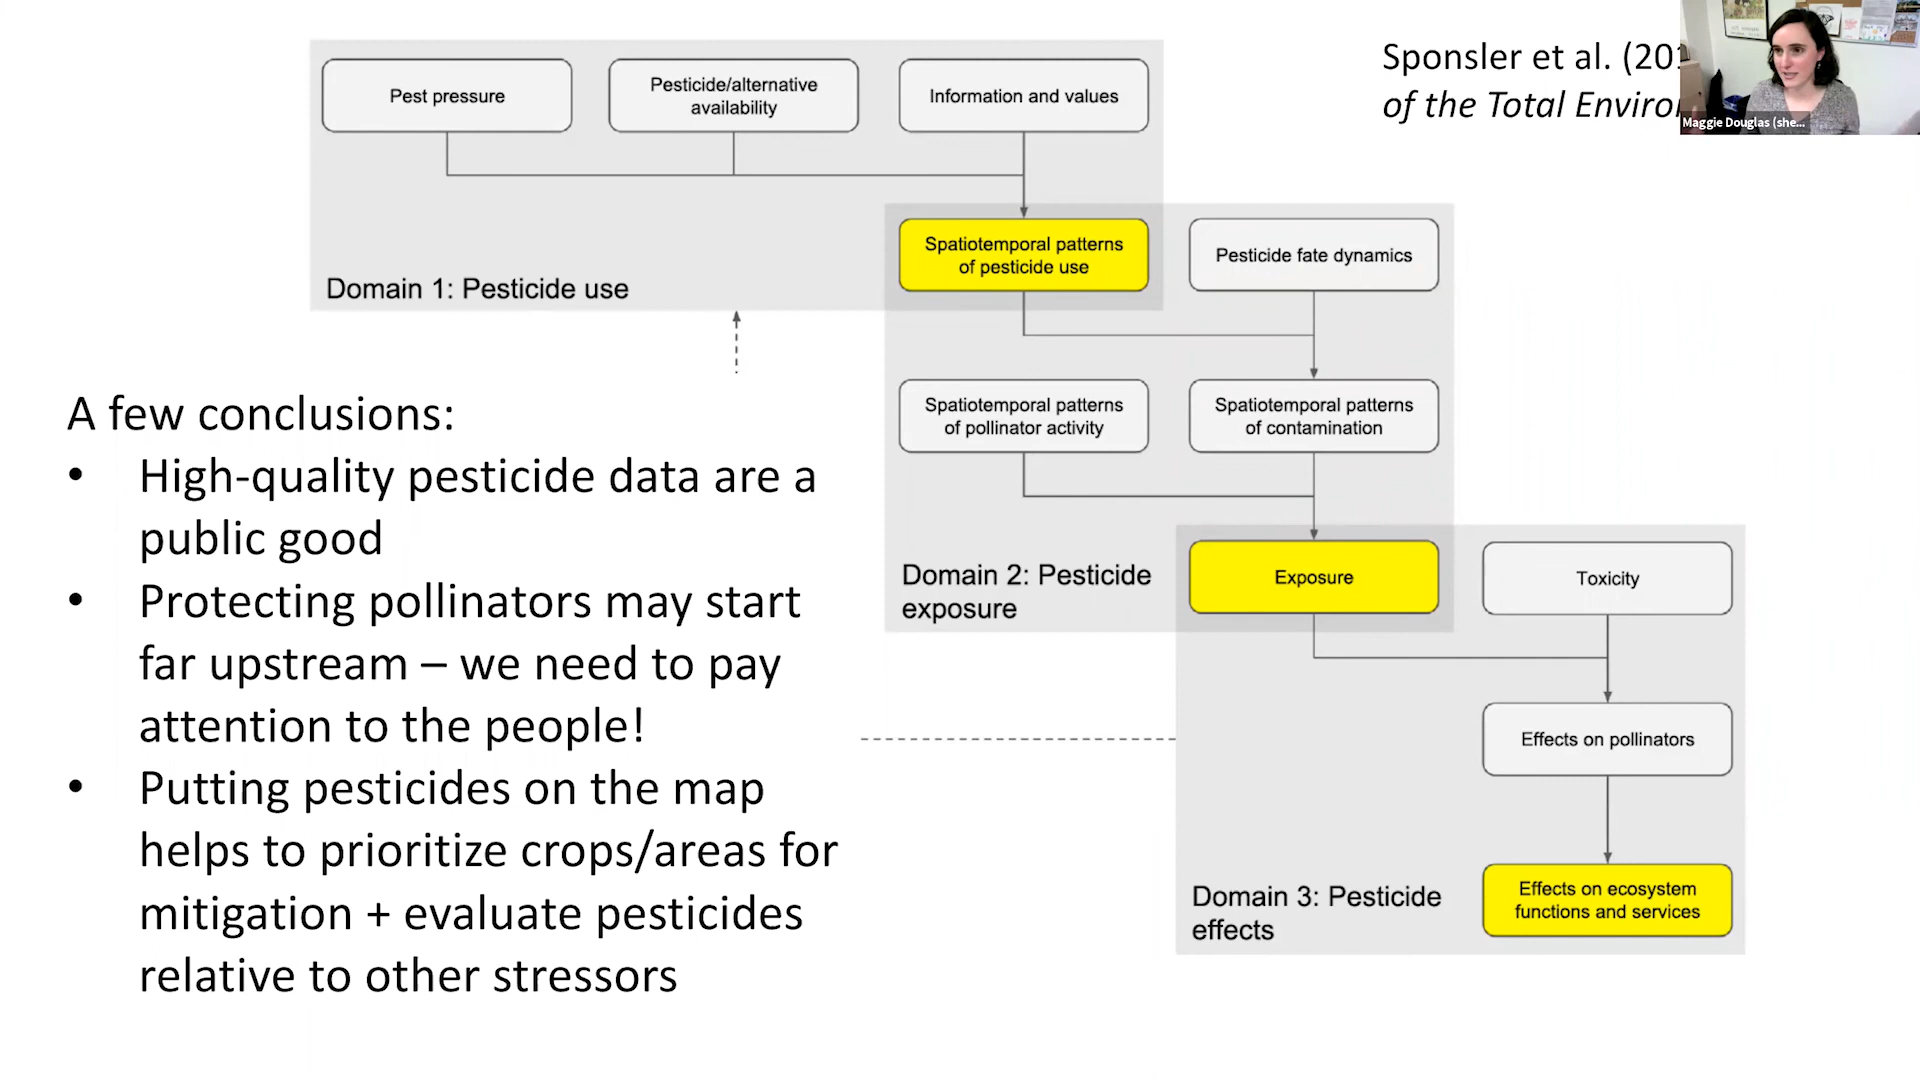 Pest pressure
Pesticide/alternative
availability
Information and values
Sponsler et al. (20
of the Total Enviro
Maggie Douglas (she...
Spatiotemporal patterns
of pesticide use
Pesticide fate dynamics
Domain 1: Pesticide use
Spatiotemporal patterns
of pollinator activity
Spatiotemporal patterns
of contamination
Domain 2: Pesticide
exposure
Exposure
Toxicity
Effects on pollinators
Domain 3: Pesticide
effects
Effects on ecosystem
functions and services
A few conclusions:
• High-quality pesticide data are a
public good
• Protecting pollinators may start
far upstream – we need to pay
attention to the people!
• Putting pesticides on the map
helps to prioritize crops/areas for
mitigation + evaluate pesticides
relative to other stressors